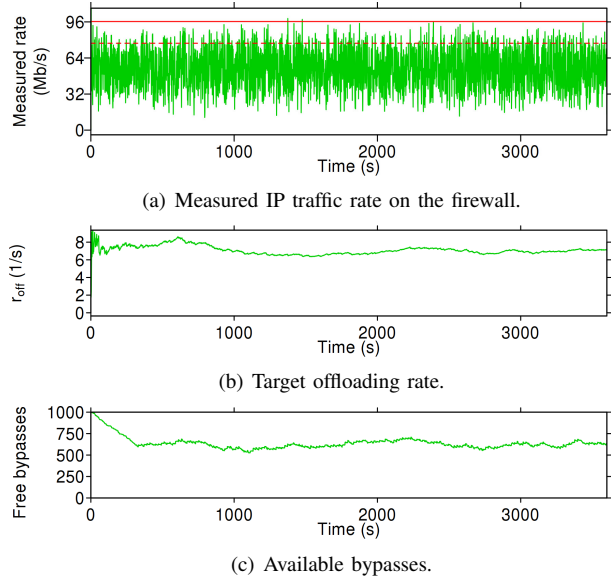 Measured rate
(Mb/s)
96
64
32
0
0
1000
2000
3000
Time (s)
(a) Measured IP traffic rate on the firewall.
roff (1/s)
8
6
4
2
0
0
1000
2000
3000
Time (s)
(b) Target offloading rate.
Free bypasses
1000
750
500
250
0
0
1000
2000
3000
Time (s)
(c) Available bypasses.